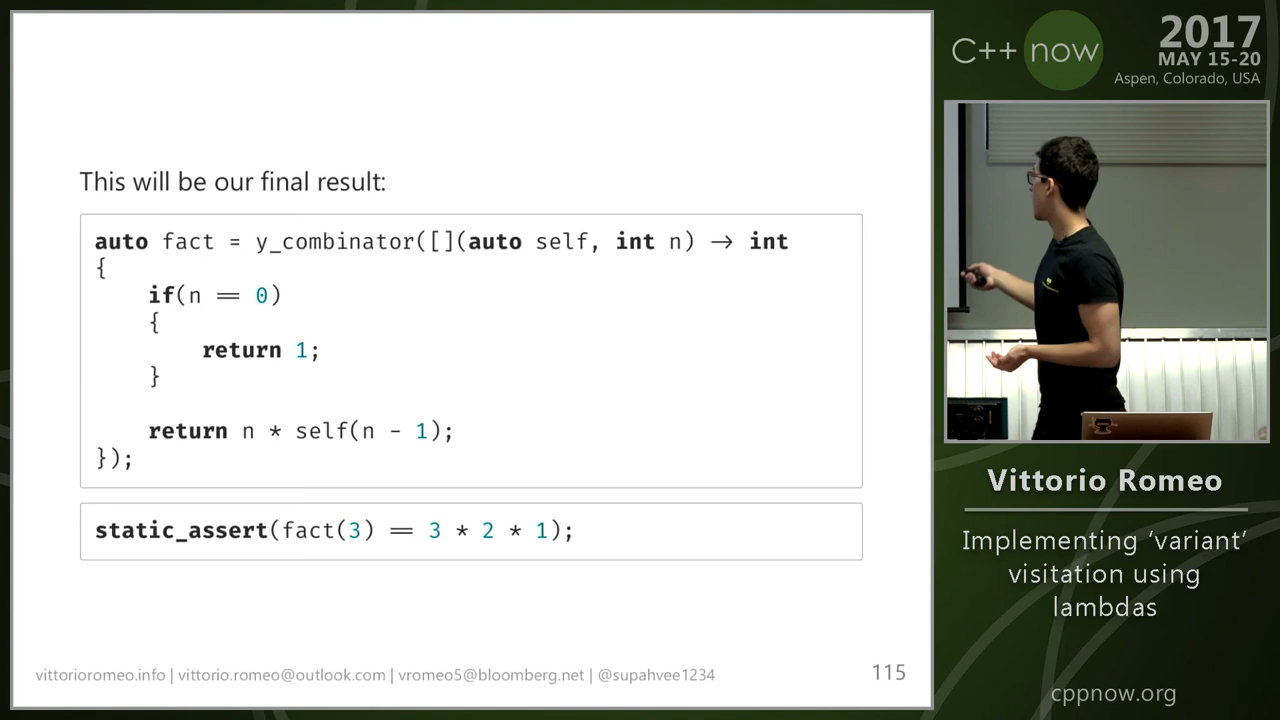 This will be our final result:
auto fact = y_combinator([](auto self, int n) → int
{
if(n == 0)
{
return 1;
}
return n * self(n - 1);
});
static_assert(fact(3) == 3 * 2 * 1);
vittorioromeo.info | vittorio.romeo@outlook.com | vromeo5@bloomberg.net | @supahvee1234
115
C++ now
2017
MAY 15-20
Aspen, Colorado, USA
Vittorio Romeo
Implementing ‘variant’
visitation using
lambdas
cppnow.org